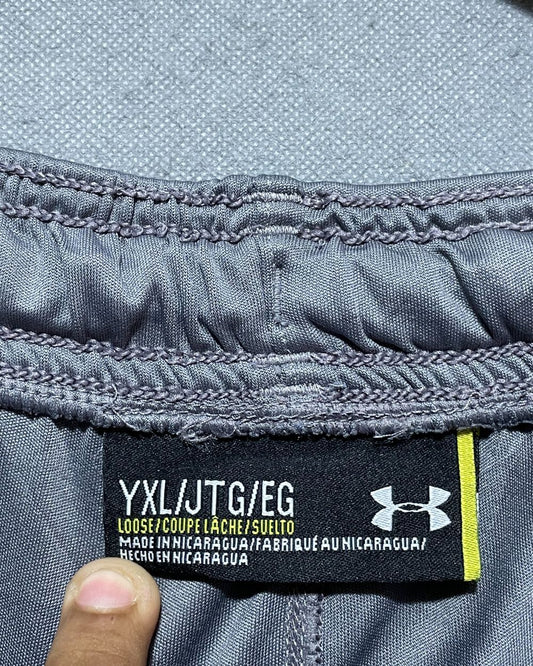 YXL/JTG/EG
LOOSE/COUPE LÂCHE/SUELTO
MADE IN NICARAGUA/FABRIQUÉ AU NICARAGUA/
HECHO EN NICARAGUA